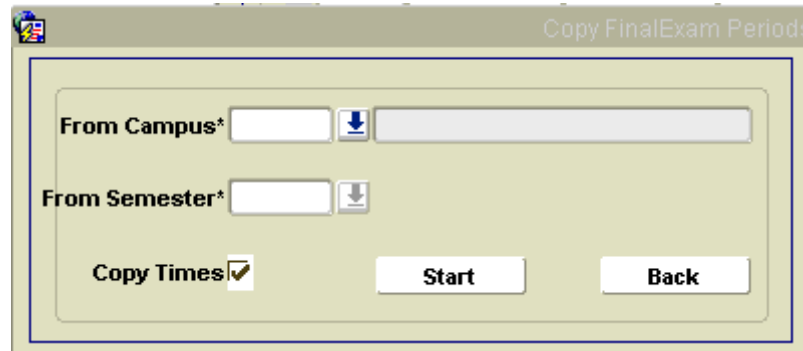 Copy FinalExam Periods
From Campus*
From Semester*
Copy Times
Start
Back